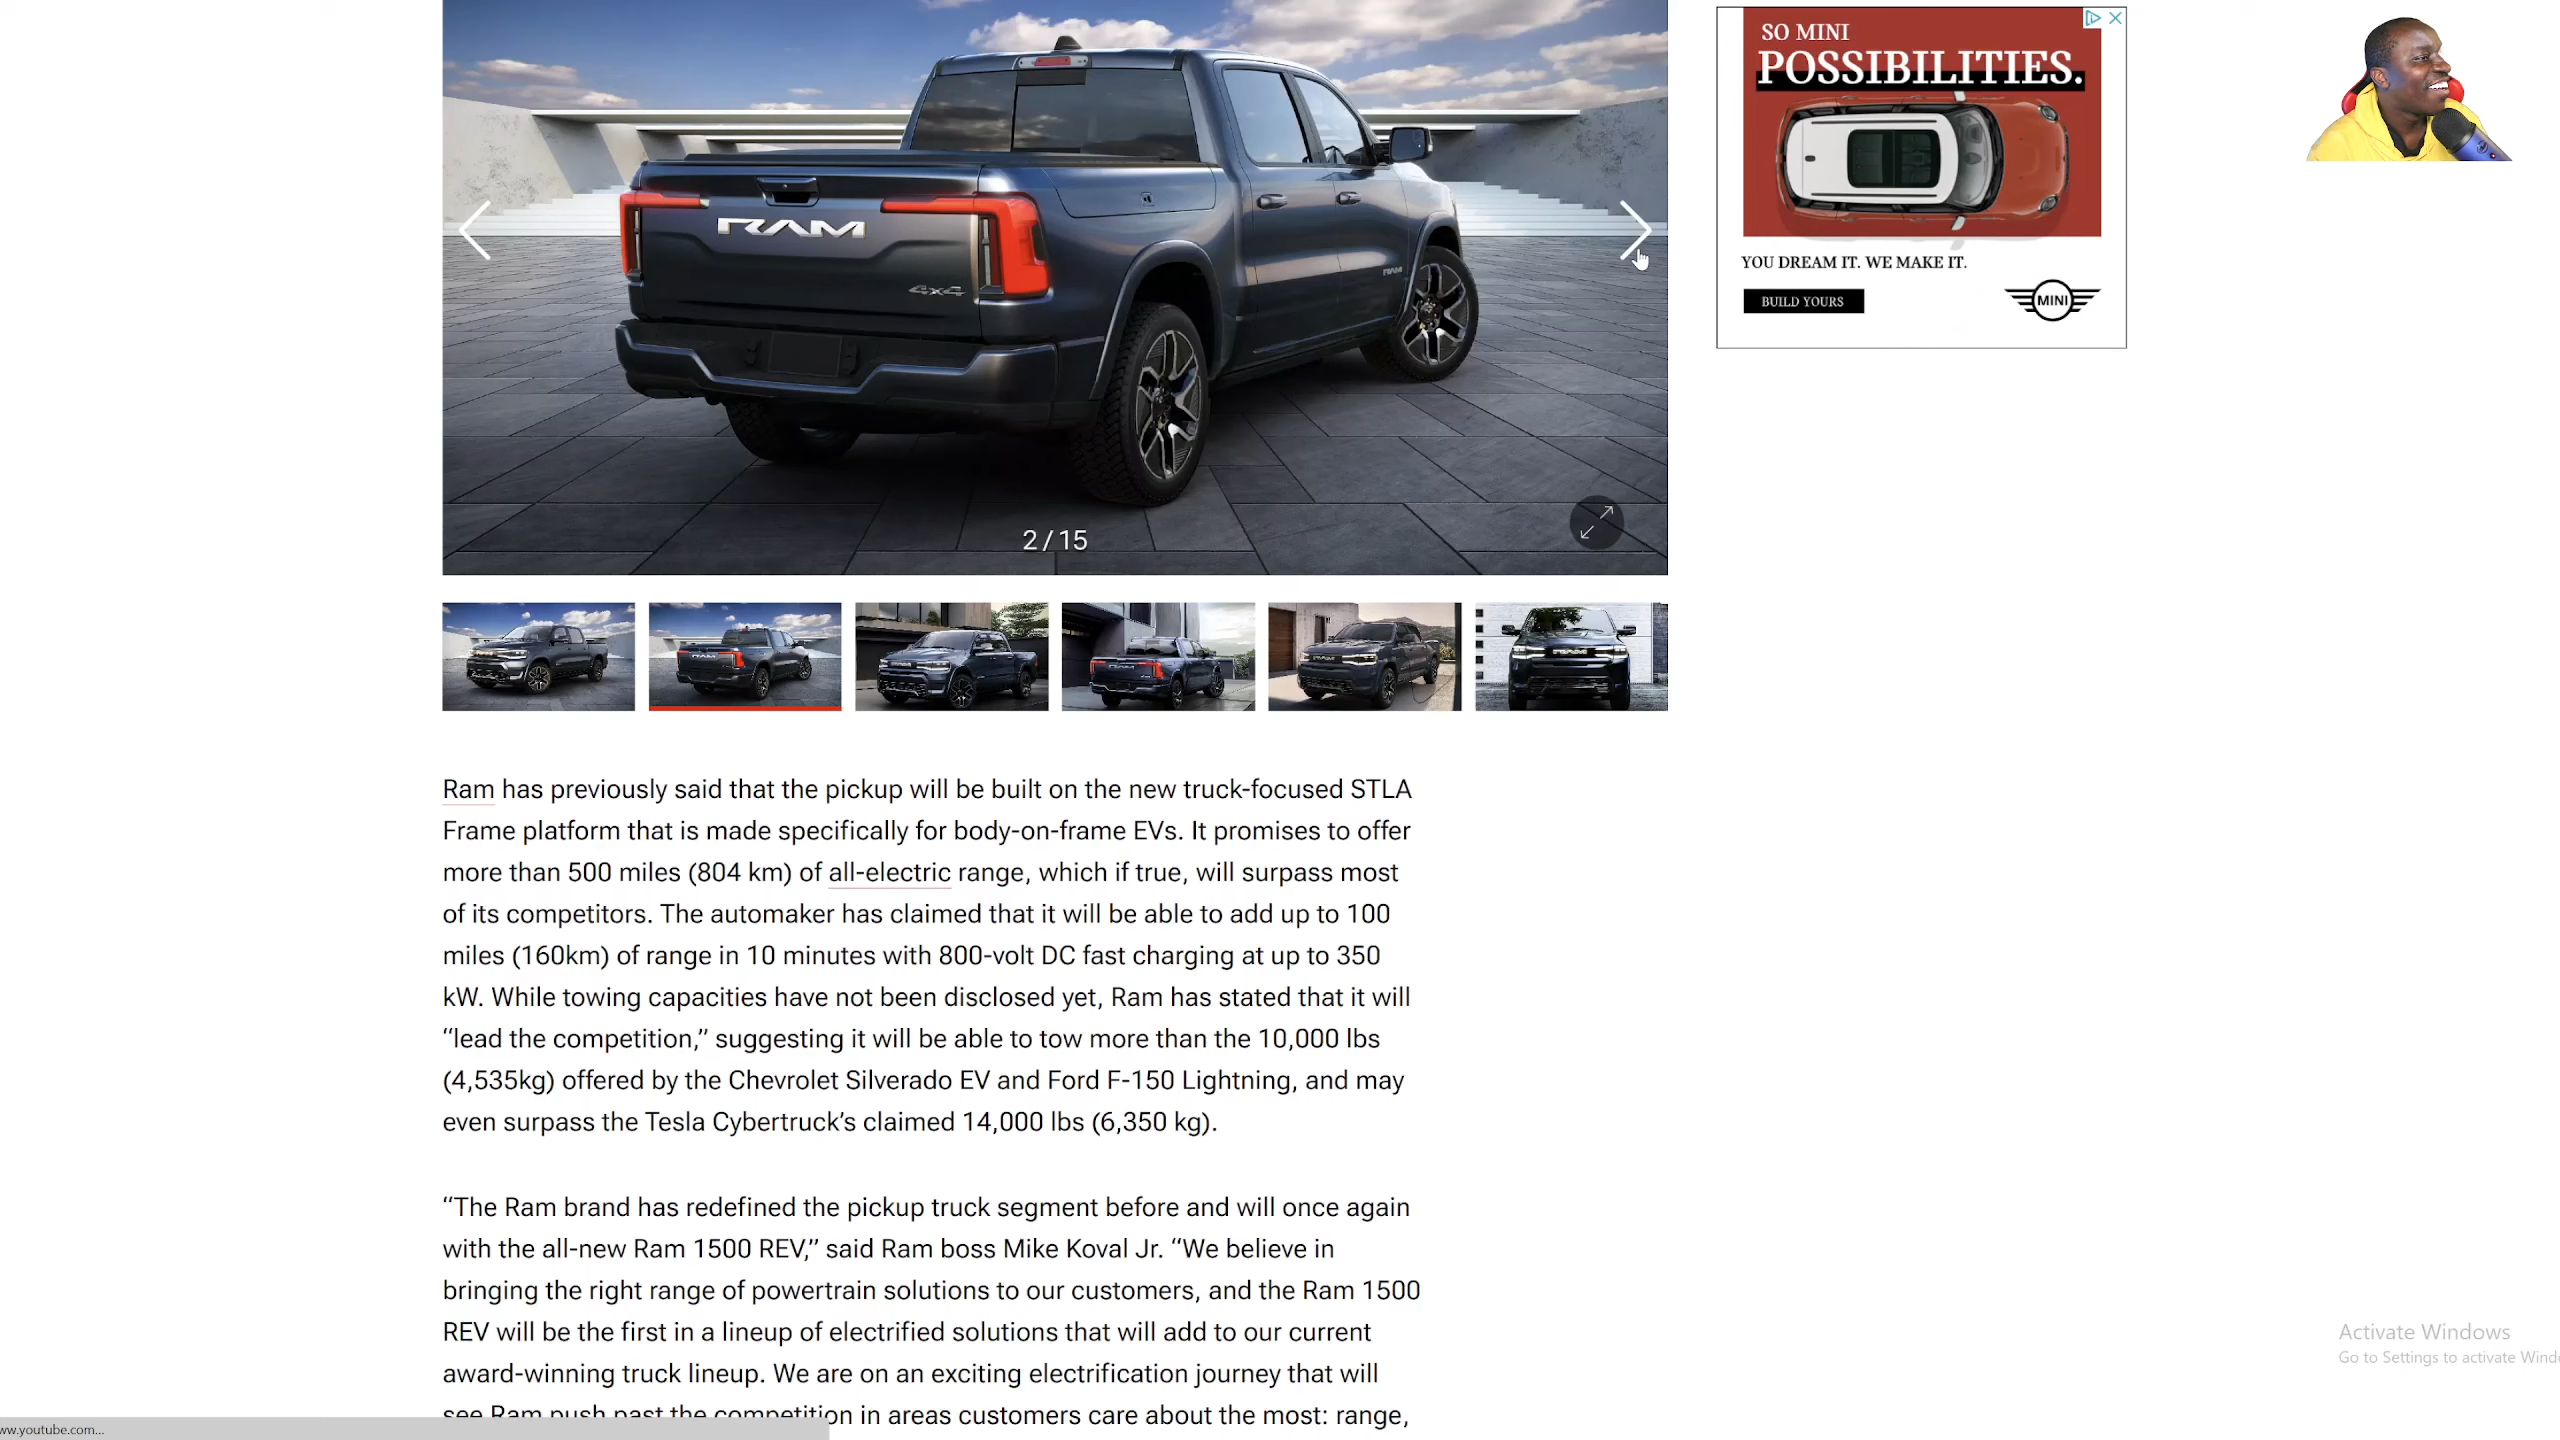 SO MINI
POSSIBILITIES.
RAM
4x4
RAM
YOU DREAM IT. WE MAKE IT.
BUILD YOURS
MINI
2/15
Ram has previously said that the pickup will be built on the new truck-focused STLA
Frame platform that is made specifically for body-on-frame EVs. It promises to offer
more than 500 miles (804 km) of all-electric range, which if true, will surpass most
of its competitors. The automaker has claimed that it will be able to add up to 100
miles (160km) of range in 10 minutes with 800-volt DC fast charging at up to 350
kW. While towing capacities have not been disclosed yet, Ram has stated that it will
“lead the competition,” suggesting it will be able to tow more than the 10,000 lbs
(4,535kg) offered by the Chevrolet Silverado EV and Ford F-150 Lightning, and may
even surpass the Tesla Cybertruck’s claimed 14,000 lbs (6,350 kg).
“The Ram brand has redefined the pickup truck segment before and will once again
with the all-new Ram 1500 REV,” said Ram boss Mike Koval Jr. “We believe in
bringing the right range of powertrain solutions to our customers, and the Ram 1500
REV will be the first in a lineup of electrified solutions that will add to our current
award-winning truck lineup. We are on an exciting electrification journey that will
see Ram push past the competition in areas customers care about the most: range,
Activate Windows
Go to Settings to activate Wind
ww.youtube.com...